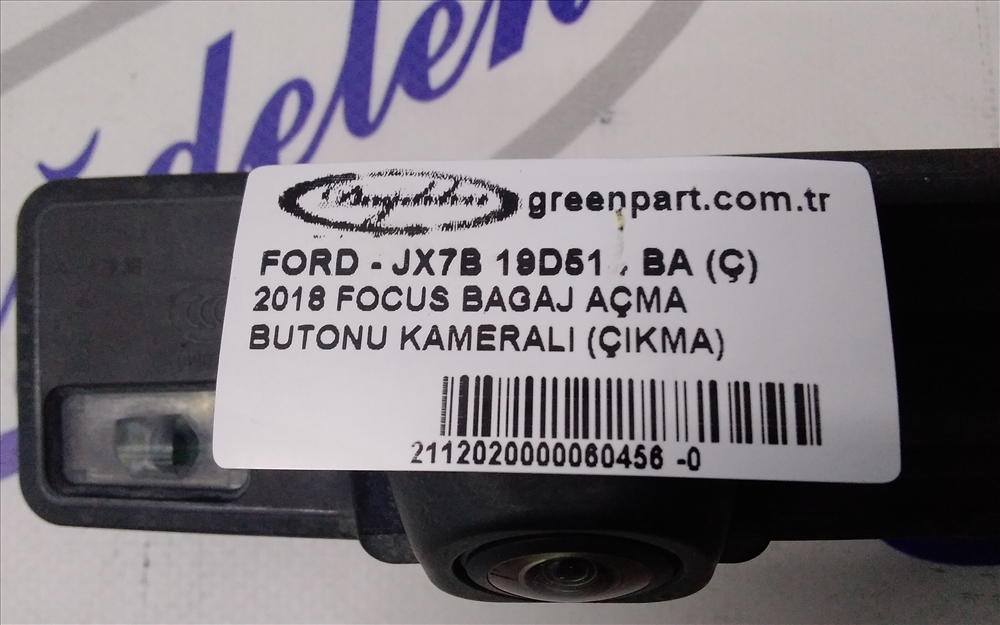 greenpart.com.tr
FORD - JX7B 19D51 BA (Ç)
2018 FOCUS BAGAJ AÇMA
BUTONU KAMERALI (ÇIKMA)
2112020000060456 -0